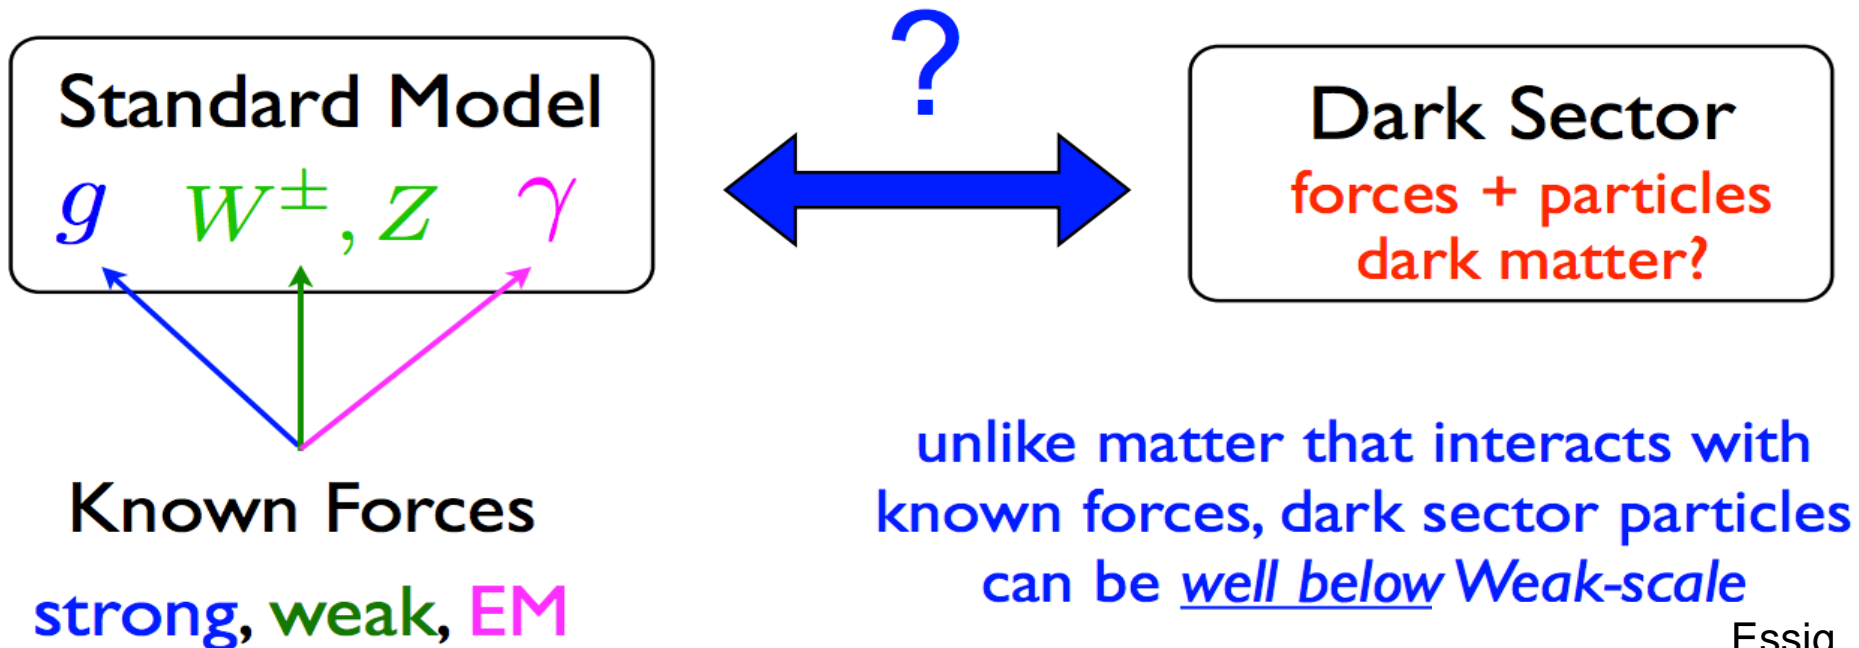 ?
Standard Model
g W±, Z γ
Dark Sector
forces + particles
dark matter?
Known Forces
strong, weak, EM
unlike matter that interacts with
known forces, dark sector particles
can be well below Weak-scale
Essig